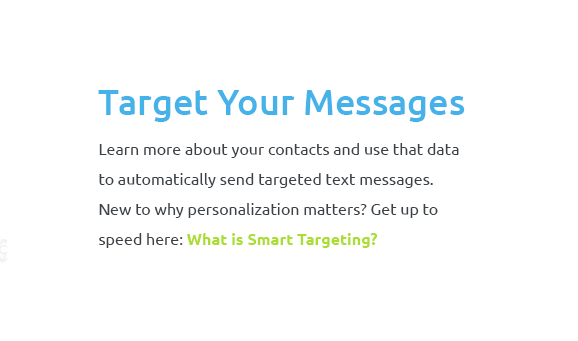 Target Your Messages
Learn more about your contacts and use that data
to automatically send targeted text messages.
New to why personalization matters? Get up to
speed here: What is Smart Targeting?